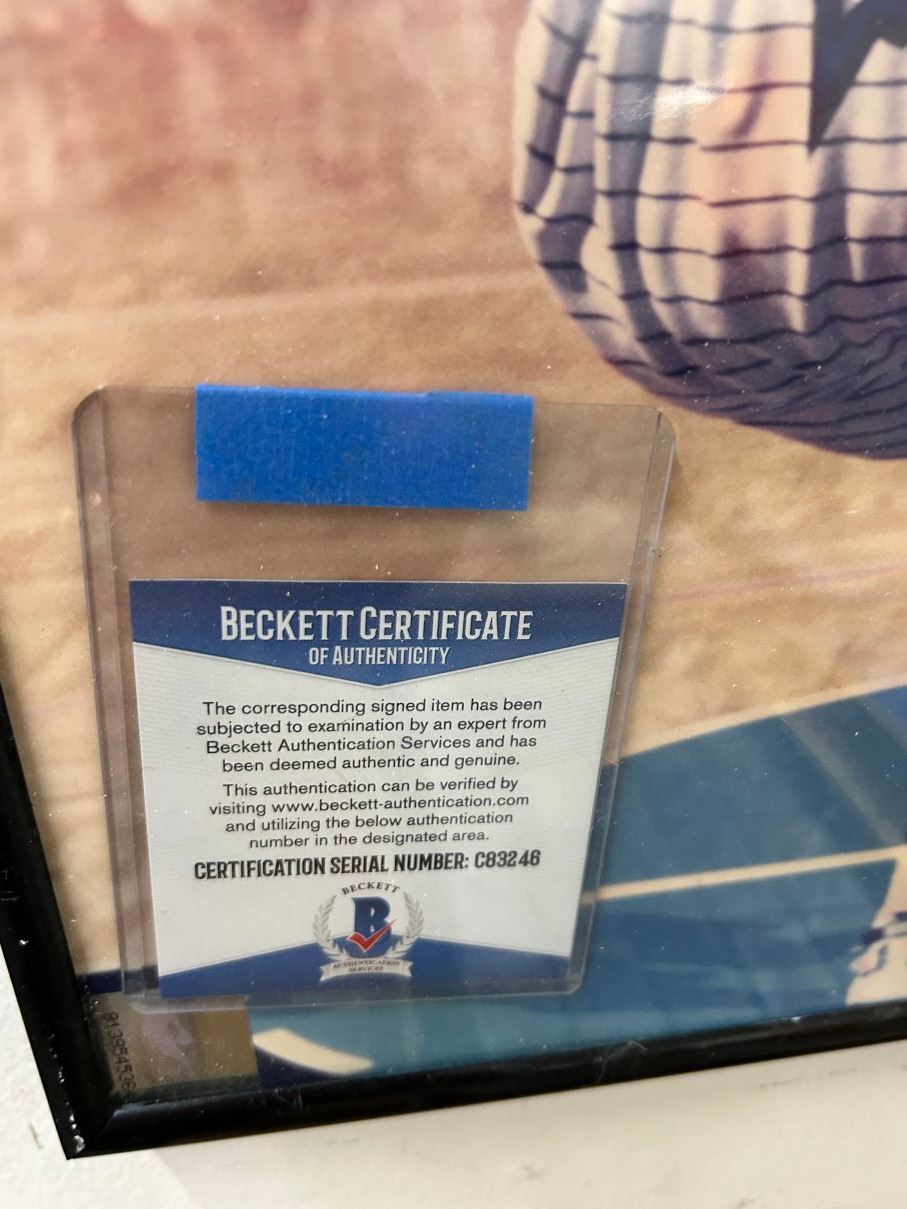 BECKETT CERTIFICATE
OF AUTHENTICITY
The corresponding signed item has been
subjected to examination by an expert from
Beckett Authentication Services and has
been deemed authentic and genuine.
This authentication can be verified by
visiting www.beckett-authentication.com
and utilizing the below authentication
number in the designated area.
CERTIFICATION SERIAL NUMBER: C83246
BECKETT
B
AUTHENTICATION
SERVICES